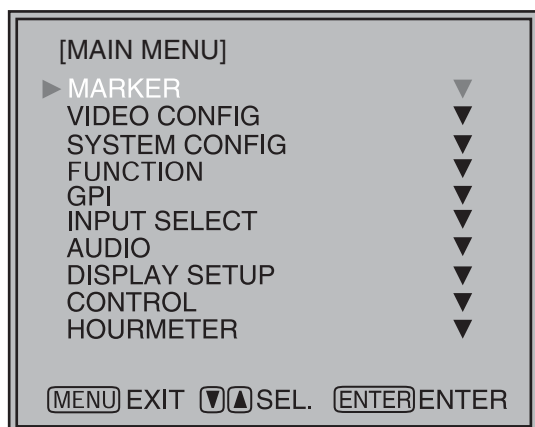 [MAIN MENU]
▶ MARKER ▼
VIDEO CONFIG ▼
SYSTEM CONFIG ▼
FUNCTION ▼
GPI ▼
INPUT SELECT ▼
AUDIO ▼
DISPLAY SETUP ▼
CONTROL ▼
HOURMETER ▼
MENU EXIT ▼▲ SEL. ENTER ENTER